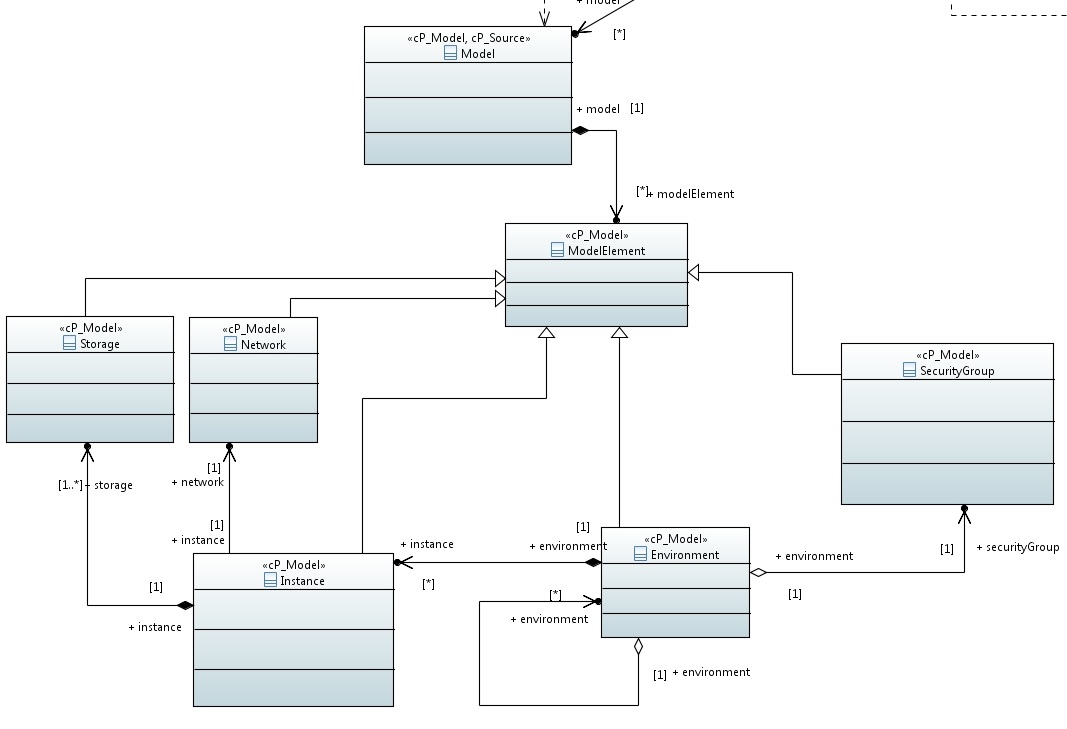 + model
[*]
«cP_Model, cP_Source»
Model
+ model [1]
[*] + modelElement
«cP_Model»
ModelElement
«cP_Model»
Storage
«cP_Model»
Network
«cP_Model»
SecurityGroup
[1..*] + storage
[1]
+ network
[1]
+ instance
+ instance
[*]
[1]
+ environment
«cP_Model»
Environment
+ environment
[1]
[1]
+ securityGroup
«cP_Model»
Instance
[1]
+ instance
[*]
+ environment
[1] + environment